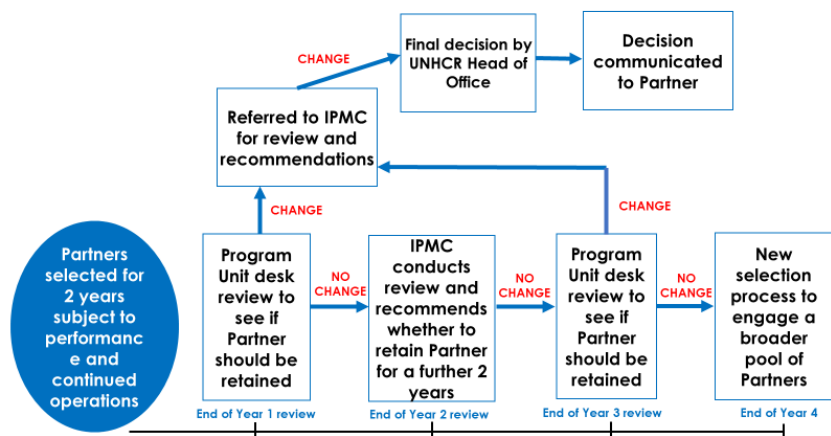 CHANGE
Final decision by
UNHCR Head of
Office
Decision
communicated
to Partner
Referred to IPMC
for review and
recommendations
CHANGE
CHANGE
Partners
selected for
2 years
subject to
performanc
e and
continued
operations
Program
Unit desk
review to
see if
Partner
should be
retained
NO
CHANGE
IPMC
conducts
review and
recommends
whether to
retain Partner
for a further 2
years
NO
CHANGE
Program
Unit desk
review to
see if
Partner
should be
retained
NO
CHANGE
New
selection
process to
engage a
broader
pool of
Partners
End of Year 1 review
End of Year 2 review
End of Year 3 review
End of Year 4